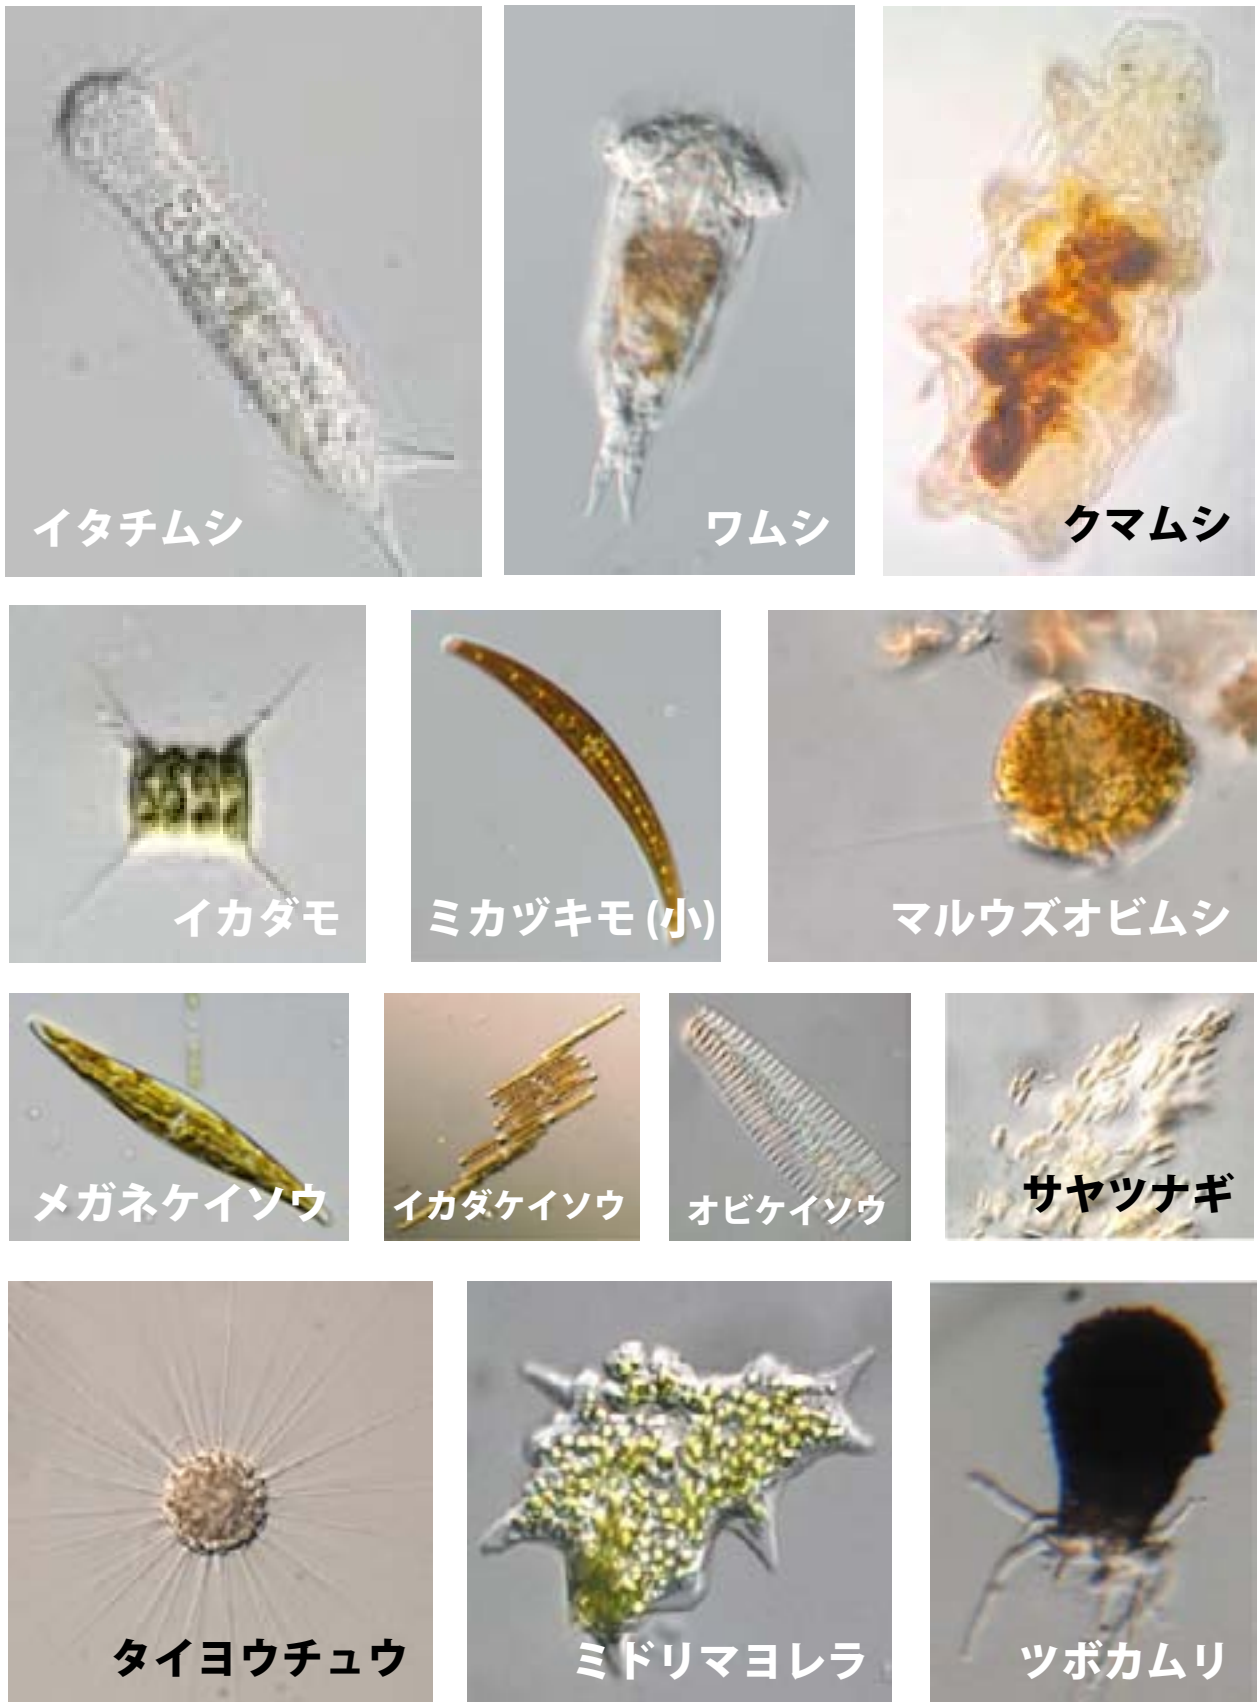 イタチムシ
ワムシ
クマムシ
イカダモ
ミカヅキモ(小)
マルウズオビムシ
メガネケイソウ
イカダケイソウ
オビケイソウ
サヤツナギ
タイヨウチュウ
ミドリマヨレラ
ツボカムリ